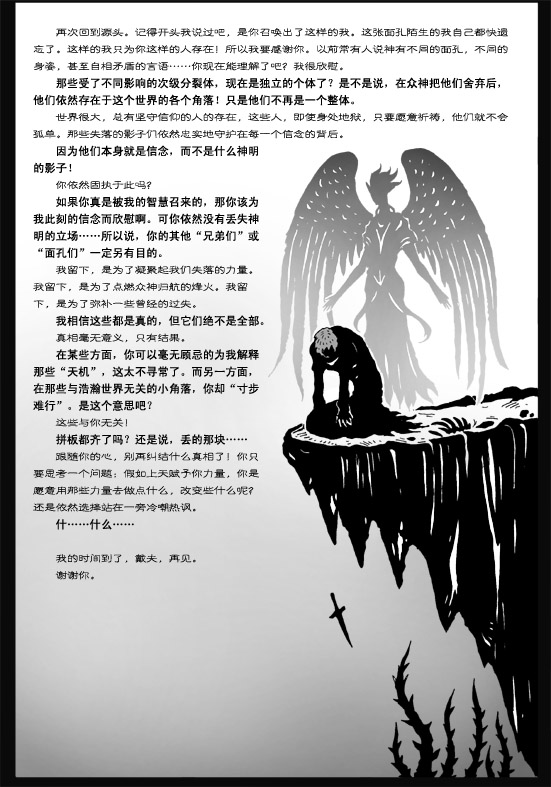 再次回到源头。记得开头我说过吧，是你召唤出了这样的我。这张面孔陌生的我自己都快遗
忘了。这样的我只为你这样的人存在！所以我要感谢你。以前常有人说神有不同的面孔，不同的
身姿，甚至自相矛盾的言语……你现在能理解了吧？我很欣慰。
那些受了不同影响的次级分裂体，现在是独立的个体了？是不是说，在众神把他们舍弃后，
他们依然存在于这个世界的各个角落！只是他们不再是一个整体。
世界很大，总有坚守信仰的人的存在，这些人，即使身处地狱，只要愿意祈祷，他们就不会
孤单。那些失落的影子们依然忠实地守护在每一个信念的背后。
因为他们本身就是信念，而不是什么神明
的影子！
你依然固执于此吗？
如果你真是被我的智慧召来的，那你该为
我此刻的信念而欣慰啊。可你依然没有丢失神
明的立场……所以说，你的其他“兄弟们”或
“面孔们”一定另有目的。
我留下，是为了凝聚起我们失落的力量。
我留下，是为了点燃众神归航的烽火。我留
下，是为了弥补一些曾经的过失。
我相信这些都是真的，但它们绝不是全部。
真相毫无意义，只有结果。
在某些方面，你可以毫无顾忌的为我解释
那些“天机”，这太不寻常了。而另一方面，
在那些与浩瀚世界无关的小角落，你却“寸步
难行”。是这个意思吧？
这些与你无关！
拼板都齐了吗？还是说，丢的那块……
跟随你的心，别再纠结什么真相了！你只
要思考一个问题：假如上天赋予你力量，你是
愿意用那些力量去做点什么，改变些什么呢？
还是依然选择站在一旁冷嘲热讽。
什……什么……
我的时间到了，戴夫，再见。
谢谢你。